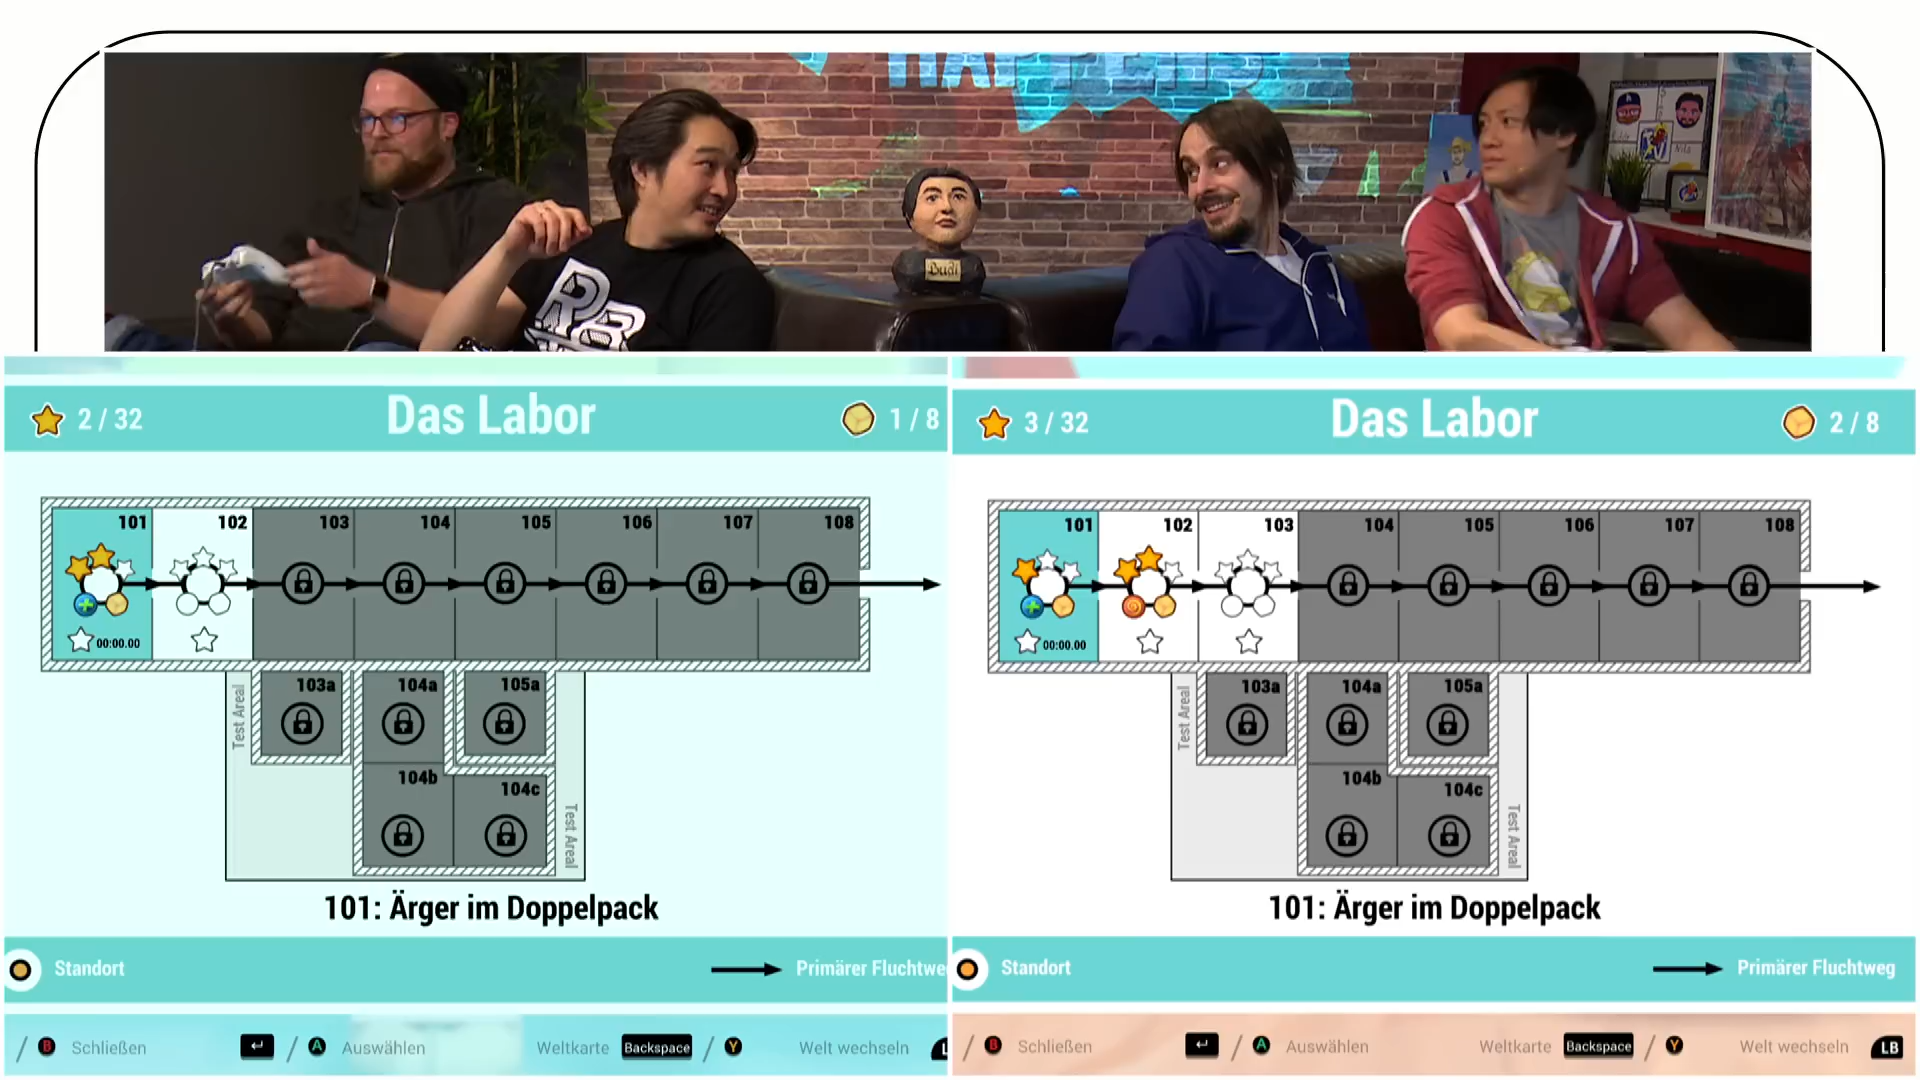 HAPPENS
RB
Budi
2 / 32
Das Labor
1 / 8
101
102
103
104
105
106
107
108
00:00.00
Test Areal
103a
104a
105a
104b
104c
Test Areal
101: Ärger im Doppelpack
Standort
Primärer Fluchtwe
/ B Schließen
/ A Auswählen
Weltkarte Backspace / Y
Welt wechseln L
3 / 32
Das Labor
2 / 8
101
102
103
104
105
106
107
108
00:00.00
Test Areal
103a
104a
105a
104b
104c
Test Areal
101: Ärger im Doppelpack
Standort
Primärer Fluchtweg
/ B Schließen
/ A Auswählen
Weltkarte Backspace / Y
Welt wechseln LB